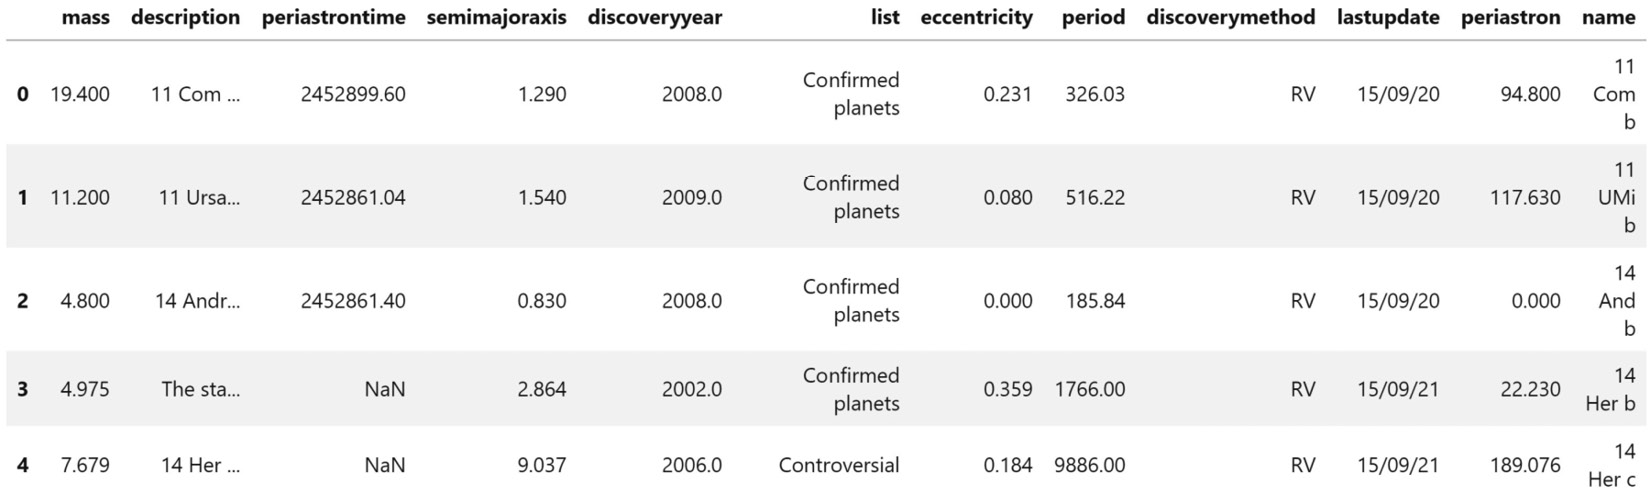 mass description periastrontime semimajoraxis discoveryyear list eccentricity period discoverymethod lastupdate periastron name
0 19.400 11 Com ... 2452899.60 1.290 2008.0 Confirmed planets 0.231 326.03 RV 15/09/20 94.800 11 Com b
1 11.200 11 Ursa... 2452861.04 1.540 2009.0 Confirmed planets 0.080 516.22 RV 15/09/20 117.630 11 UMi b
2 4.800 14 Andr... 2452861.40 0.830 2008.0 Confirmed planets 0.000 185.84 RV 15/09/20 0.000 14 And b
3 4.975 The sta... NaN 2.864 2002.0 Confirmed planets 0.359 1766.00 RV 15/09/21 22.230 14 Her b
4 7.679 14 Her ... NaN 9.037 2006.0 Controversial 0.184 9886.00 RV 15/09/21 189.076 14 Her c